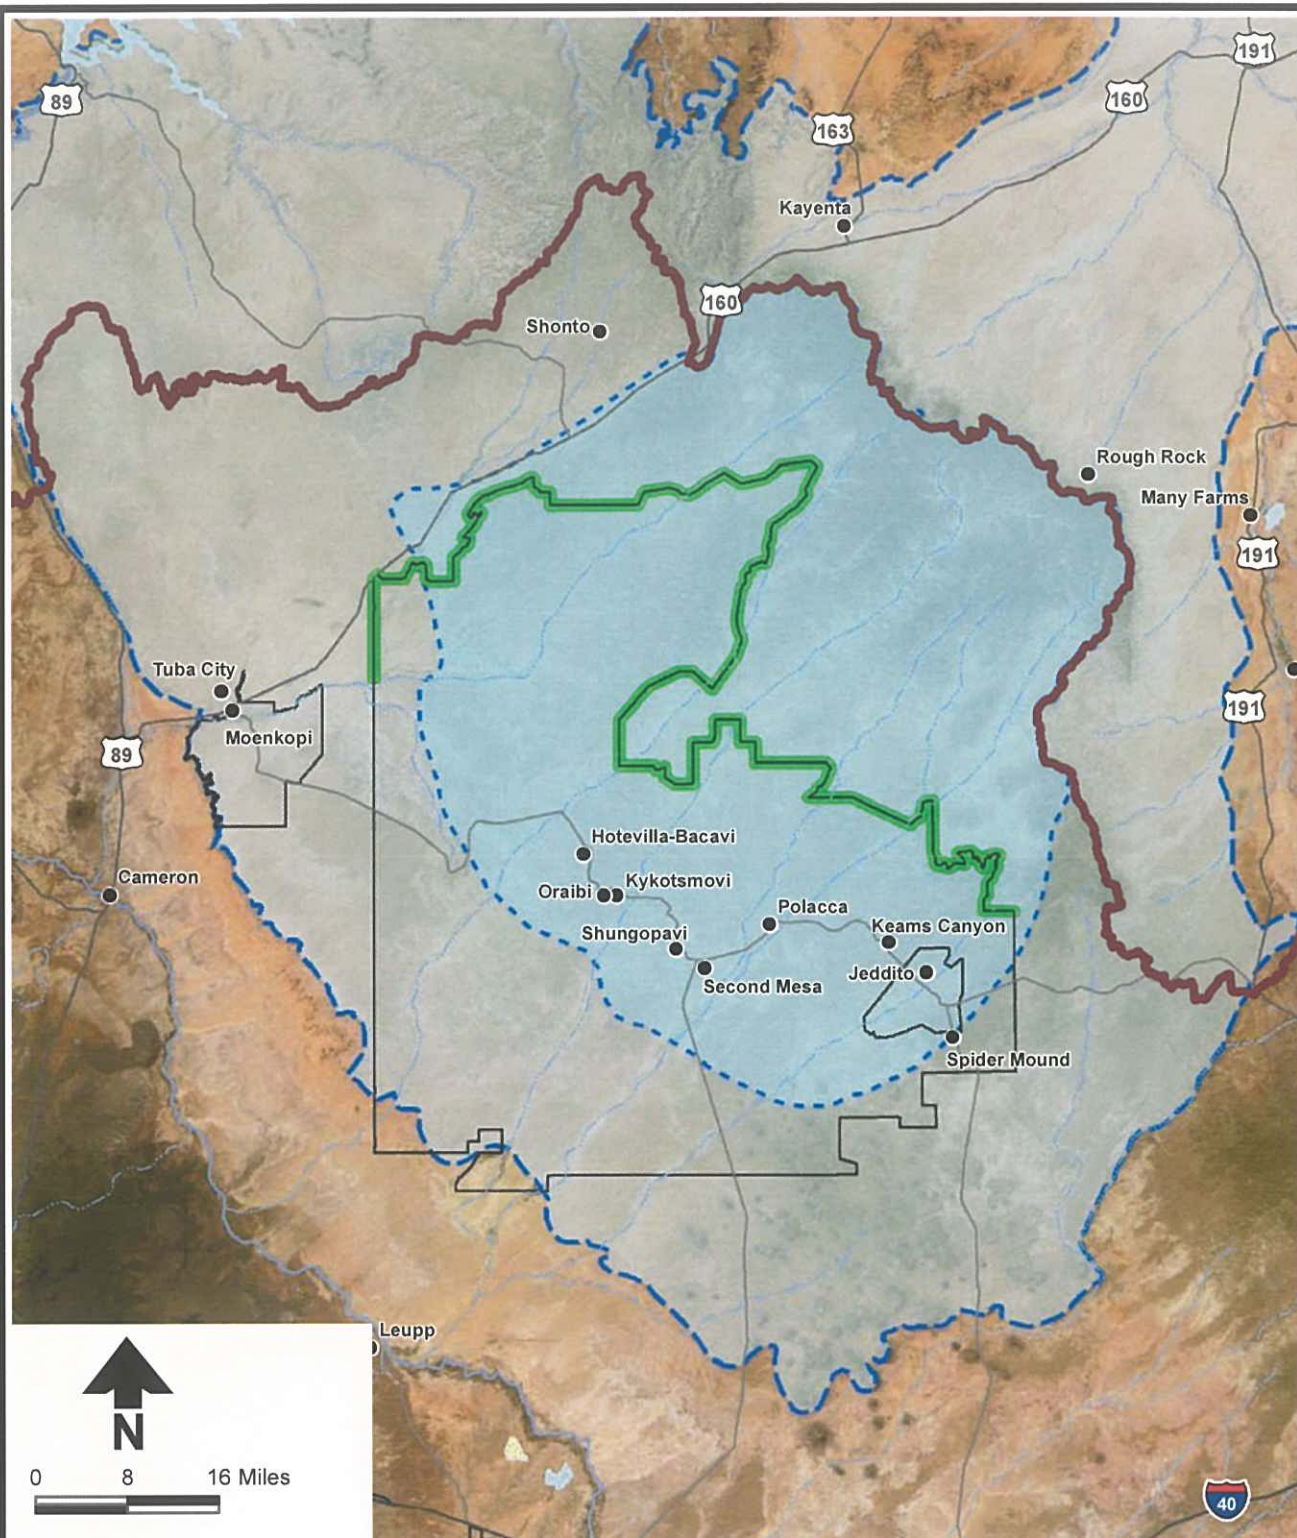 191
89
160
163
Kayenta
160
Shonto
Rough Rock
Many Farms
191
Tuba City
Moenkopi
191
89
Hotevilla-Bacavi
Cameron
Oraibi
Kykotsmovi
Polacca
Shungopavi
Keams Canyon
Jeddito
Second Mesa
Spider Mound
Leupp
N
0 8 16 Miles
40